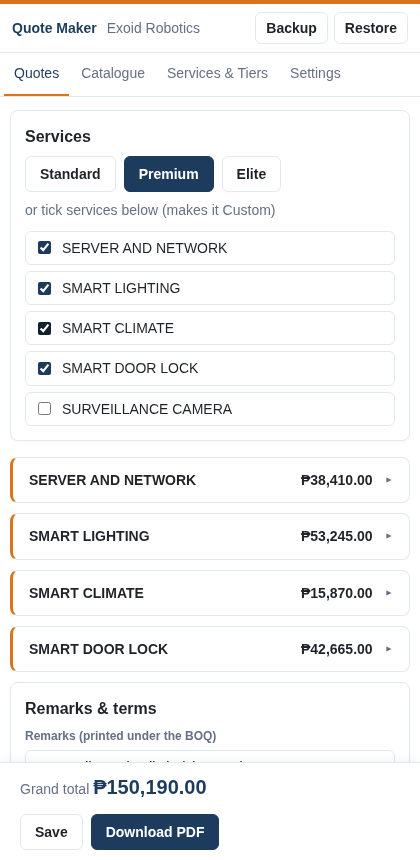 Quote Maker Exoid Robotics Backup Restore
Quotes Catalogue Services & Tiers Settings
Services
Standard Premium Elite
or tick services below (makes it Custom)
SERVER AND NETWORK
SMART LIGHTING
SMART CLIMATE
SMART DOOR LOCK
SURVEILLANCE CAMERA
SERVER AND NETWORK ₱38,410.00
SMART LIGHTING ₱53,245.00
SMART CLIMATE ₱15,870.00
SMART DOOR LOCK ₱42,665.00
Remarks & terms
Remarks (printed under the BOQ)
Grand total ₱150,190.00
Save Download PDF